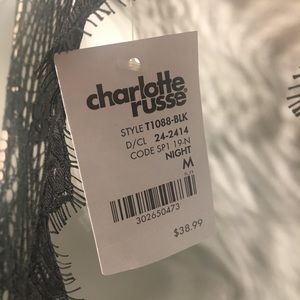 charlotte
russe®
STYLE T1088-BLK
D/CL 24-2414
CODE SP1 19-N
NIGHT
M
302650473
$38.99